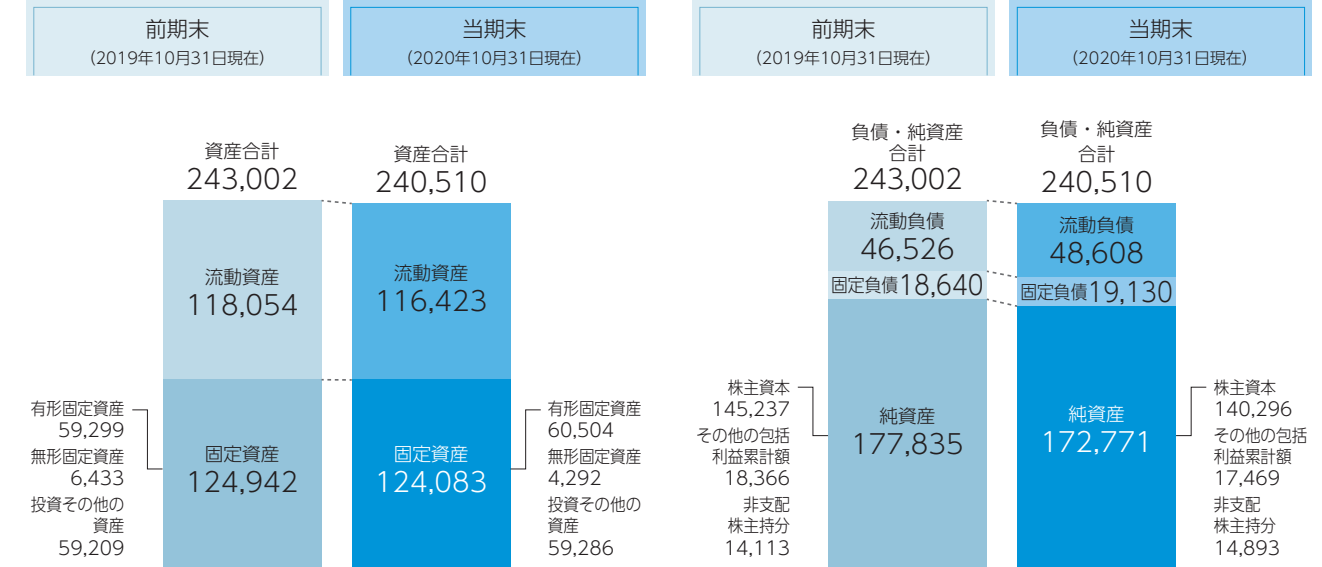 前期末
(2019年10月31日現在)
当期末
(2020年10月31日現在)
資産合計
243,002
流動資産
118,054
固定資産
124,942
有形固定資産
59,299
無形固定資産
6,433
投資その他の
資産
59,209
資産合計
240,510
流動資産
116,423
固定資産
124,083
有形固定資産
60,504
無形固定資産
4,292
投資その他の
資産
59,286
前期末
(2019年10月31日現在)
当期末
(2020年10月31日現在)
負債・純資産
合計
243,002
流動負債
46,526
固定負債18,640
純資産
177,835
株主資本
145,237
その他の包括
利益累計額
18,366
非支配
株主持分
14,113
負債・純資産
合計
240,510
流動負債
48,608
固定負債19,130
純資産
172,771
株主資本
140,296
その他の包括
利益累計額
17,469
非支配
株主持分
14,893